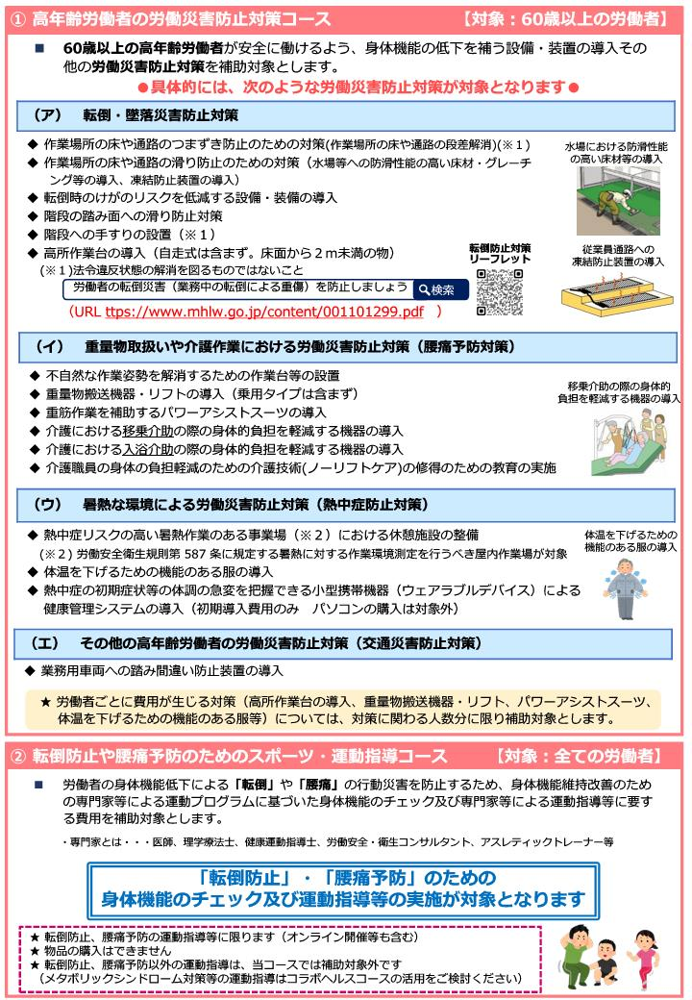 ① 高年齢労働者の労働災害防止対策コース 【対象：60歳以上の労働者】
■ 60歳以上の高年齢労働者が安全に働けるよう、身体機能の低下を補う設備・装置の導入その
他の労働災害防止対策を補助対象とします。
●具体的には、次のような労働災害防止対策が対象となります●
（ア） 転倒・墜落災害防止対策
◆ 作業場所の床や通路のつまずき防止のための対策(作業場所の床や通路の段差解消)(※１)
◆ 作業場所の床や通路の滑り防止のための対策（水場等への防滑性能の高い床材・グレーチ
ング等の導入、凍結防止装置の導入）
◆ 転倒時のけがのリスクを低減する設備・装備の導入
◆ 階段の踏み面への滑り防止対策
◆ 階段への手すりの設置（※１）
◆ 高所作業台の導入（自走式は含まず。床面から２ｍ未満の物）
(※１)法令違反状態の解消を図るものではないこと
労働者の転倒災害（業務中の転倒による重傷）を防止しましょう 検索
（URL ttps://www.mhlw.go.jp/content/001101299.pdf ）
転倒防止対策
リーフレット
水場における防滑性能
の高い床材等の導入
従業員通路への
凍結防止装置の導入
（イ） 重量物取扱いや介護作業における労働災害防止対策（腰痛予防対策）
◆ 不自然な作業姿勢を解消するための作業台等の設置
◆ 重量物搬送機器・リフトの導入（乗用タイプは含まず）
◆ 重筋作業を補助するパワーアシストスーツの導入
◆ 介護における移乗介助の際の身体的負担を軽減する機器の導入
◆ 介護における入浴介助の際の身体的負担を軽減する機器の導入
◆ 介護職員の身体の負担軽減のための介護技術(ノーリフトケア)の修得のための教育の実施
移乗介助の際の身体的
負担を軽減する機器の導入
（ウ） 暑熱な環境による労働災害防止対策（熱中症防止対策）
◆ 熱中症リスクの高い暑熱作業のある事業場（※２）における休憩施設の整備
(※２) 労働安全衛生規則第 587 条に規定する暑熱に対する作業環境測定を行うべき屋内作業場が対象
◆ 体温を下げるための機能のある服の導入
◆ 熱中症の初期症状等の体調の急変を把握できる小型携帯機器（ウェアラブルデバイス）による
健康管理システムの導入（初期導入費用のみ パソコンの購入は対象外）
体温を下げるための
機能のある服の導入
（エ） その他の高年齢労働者の労働災害防止対策（交通災害防止対策）
◆ 業務用車両への踏み間違い防止装置の導入
★ 労働者ごとに費用が生じる対策（高所作業台の導入、重量物搬送機器・リフト、パワーアシストスーツ、
体温を下げるための機能のある服等）については、対策に関わる人数分に限り補助対象とします。
② 転倒防止や腰痛予防のためのスポーツ・運動指導コース 【対象：全ての労働者】
■ 労働者の身体機能低下による「転倒」や「腰痛」の行動災害を防止するため、身体機能維持改善のため
の専門家等による運動プログラムに基づいた身体機能のチェック及び専門家等による運動指導等に要す
る費用を補助対象とします。
・専門家とは・・・医師、理学療法士、健康運動指導士、労働安全・衛生コンサルタント、アスレティックトレーナー等
「転倒防止」・「腰痛予防」のための
身体機能のチェック及び運動指導等の実施が対象となります
★ 転倒防止、腰痛予防の運動指導等に限ります（オンライン開催等も含む）
★ 物品の購入はできません
★ 転倒防止、腰痛予防以外の運動指導は、当コースでは補助対象外です
（メタボリックシンドローム対策等の運動指導はコラボヘルスコースの活用をご検討ください）